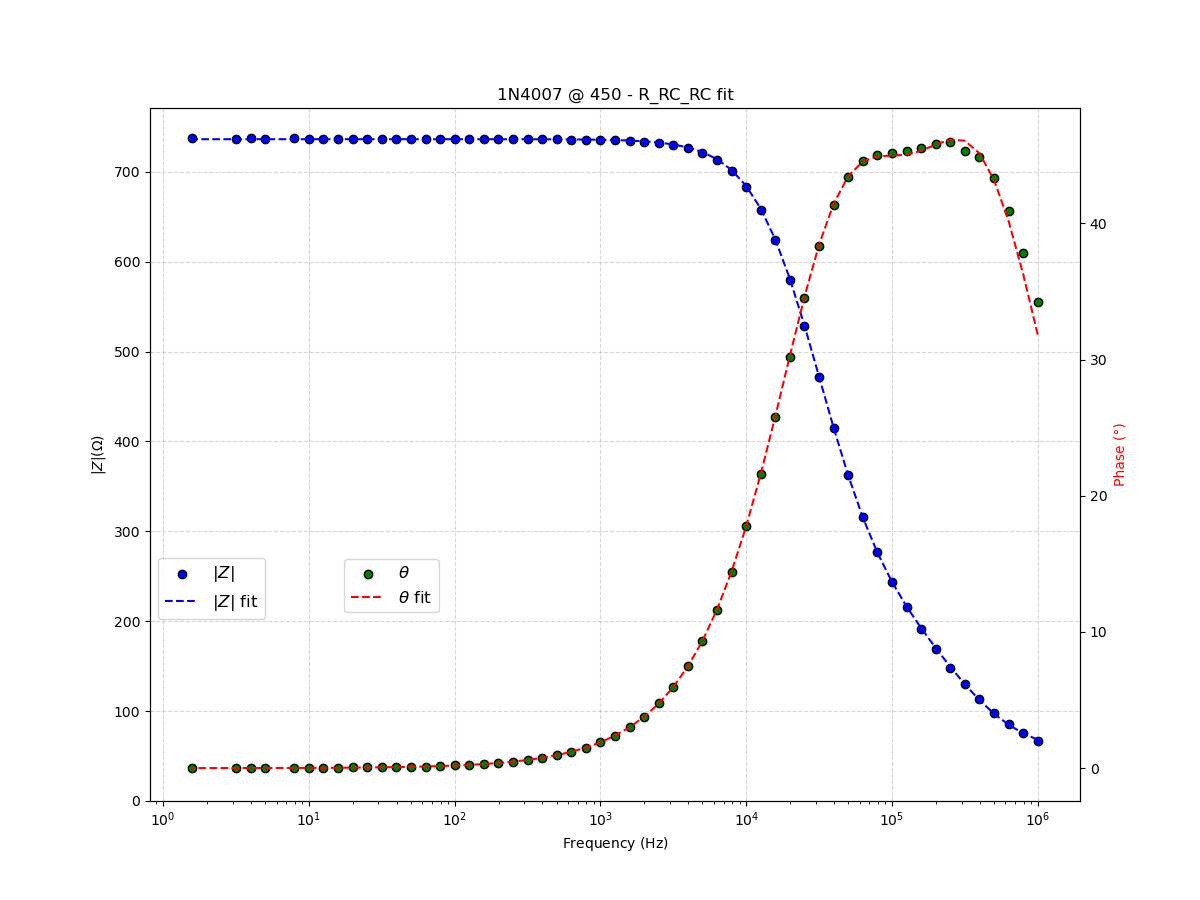 1N4007 @ 450 - R_RC_RC fit
700
600
500
400
300
200
100
0
|Z|(Ω)
40
30
20
10
0
Phase (°)
|Z|
|Z| fit
θ
θ fit
10⁰
10¹
10²
10³
10⁴
10⁵
10⁶
Frequency (Hz)